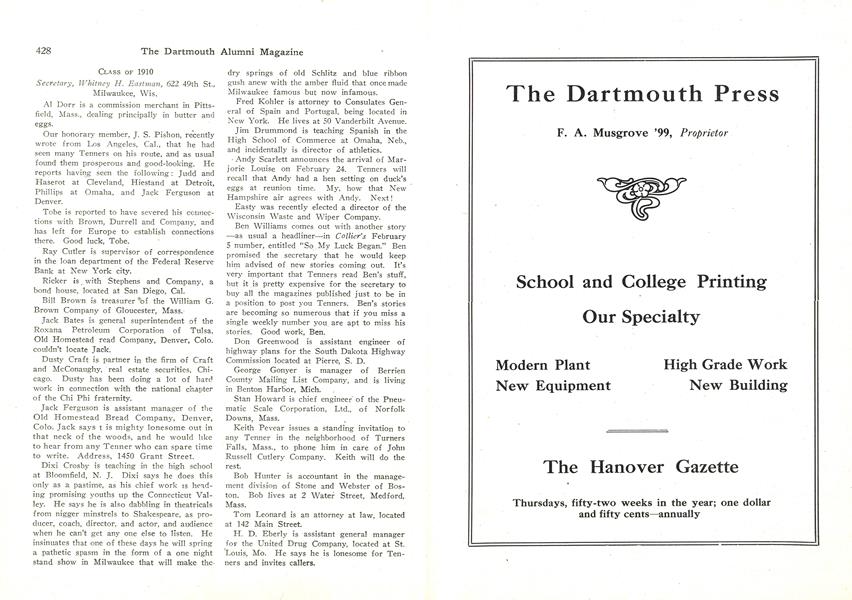 428
The Dartmouth Alumni Magazine
CLASS OF 1910
Secretary, Whitney H. Eastman, 622 49th St.,
Milwaukee, Wis.
Al Dorr is a commission merchant in Pitts-
field, Mass., dealing principally in butter and
eggs.
Our honorary member, J. S. Pishon, recently
wrote from Los Angeles, Cal., that he had
seen many Tenners on his route, and as usual
found them prosperous and good-looking. He
reports having seen the following: Judd and
Haserot at Cleveland, Hiestand at Detroit,
Phillips at Omaha, and Jack Ferguson at
Denver.
Tobe is reported to have severed his connec-
tions with Brown, Durrell and Company, and
has left for Europe to establish connections
there. Good luck, Tobe.
Ray Cutler is supervisor of correspondence
in the loan department of the Federal Reserve
Bank at New York city.
Ricker is with Stephens and Company, a
bond house, located at San Diego, Cal.
Bill Brown is treasurer of the William G.
Brown Company of Gloucester, Mass.
Jack Bates is general superintendent of the
Roxana Petroleum Corporation of Tulsa,
Old Homestead read Company, Denver, Colo.
couldn't locate Jack.
Dusty Craft is partner in the firm of Craft
and McConaughy, real estate securities, Chi-
cago. Dusty has been doing a lot of hard
work in connection with the national chapter
of the Chi Phi fraternity.
Jack Ferguson is assistant manager of the
Old Homestead Bread Company, Denver,
Colo. Jack says t is mighty lonesome out in
that neck of the woods, and he would like
to hear from any Tenner who can spare time
to write. Address, 1450 Grant Street.
Dixi Crosby is teaching in the high school
at Bloomfield, N. J. Dixi says he does this
only as a pastime, as his chief work is head-
ing promising youths up the Connecticut Val-
ley. He says he is also dabbling in theatricals
from nigger minstrels to Shakespeare, as pro-
ducer, coach, director, and actor, and audience
when he can't get any one else to listen. He
insinuates that one of these days he will spring
a pathetic spasm in the form of a one night
stand show in Milwaukee that will make the
dry springs of old Schlitz and blue ribbon
gush anew with the amber fluid that once made
Milwaukee famous but now infamous.
Fred Kohler is attorney to Consulates Gen-
eral of Spain and Portugal, being located in
New York. He lives at 50 Vanderbilt Avenue.
Jim Drummond is teaching Spanish in the
High School of Commerce at Omaha, Neb.,
and incidentally is director of athletics.
Andy Scarlett announces the arrival of Mar-
jorie Louise on February 24. Tenners will
recall that Andy had a hen setting on duck's
eggs at reunion time. My, how that New
Hampshire air agrees with Andy. Next!
Easty was recently elected a director of the
Wisconsin Waste and Wiper Company.
Ben Williams comes out with another story
—as usual a headliner—in Collier's February
5 number, entitled "So My Luck Began." Ben
promised the secretary that he would keep
him advised of new stories coming out. It's
very important that Tenners read Ben's stuff,
but it is pretty expensive for the secretary to
buy all the magazines published just to be in
a position to post you Tenners. Ben's stories
are becoming so numerous that if you miss a
single weekly number you are apt to miss his
stories. Good work, Ben.
Don Greenwood is assistant engineer of
highway plans for the South Dakota Highway
Commission located at Pierre, S. D.
George Gonyer is manager of Berrien
County Mailing List Company, and is living
in Benton Harbor, Mich.
Stan Howard is chief engineer of the Pneu-
matic Scale Corporation, Ltd., of Norfolk
Downs, Mass.
Keith Pevear issues a standing invitation to
any Tenner in the neighborhood of Turners
Falls, Mass., to phone him in care of John
Russell Cutlery Company. Keith will do the
rest.
Bob Hunter is accountant in the manage-
ment division of Stone and Webster of Bos-
ton. Bob lives at 2 Water Street, Medford,
Mass.
Tom Leonard is an attorney at law, located
at 142 Main Street.
H. D. Eberly is assistant general manager
for the United Drug Company, located at St.
Louis, Mo. He says he is lonesome for Ten-
ners and invites callers.
The Dartmouth Press
F. A. Musgrove '99, Proprietor
School and College Printing
Our Specialty
Modern Plant High Grade Work
New Equipment New Building
The Hanover Gazette
Thursdays, fifty-two weeks in the year; one dollar
and fifty cents—annually